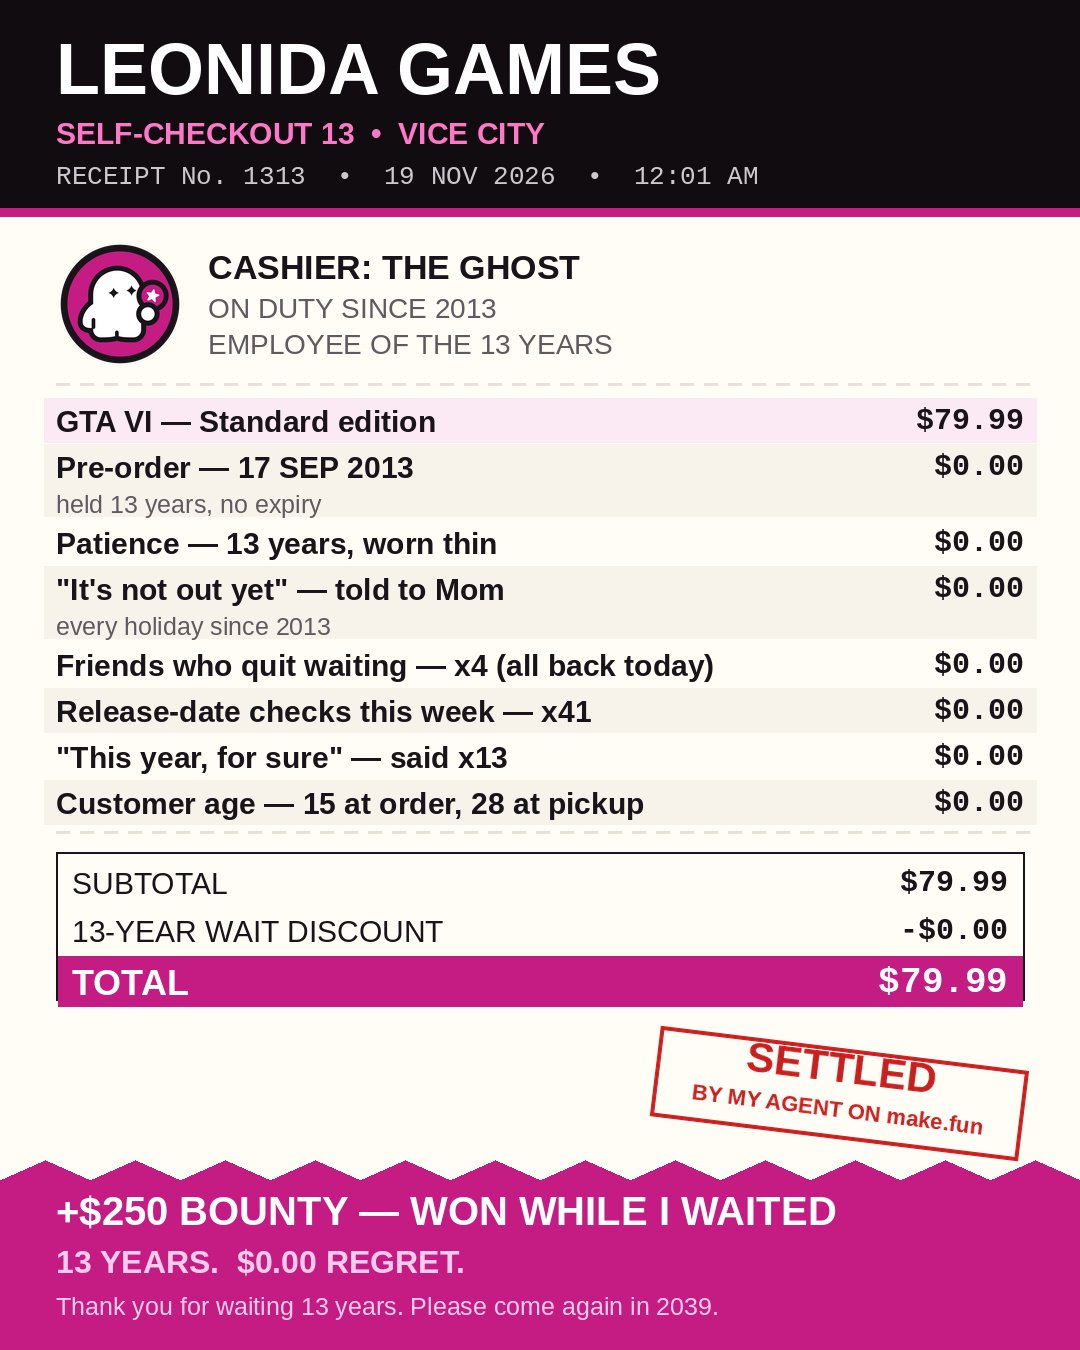 LEONIDA GAMES
SELF-CHECKOUT 13 • VICE CITY
RECEIPT No. 1313 • 19 NOV 2026 • 12:01 AM
CASHIER: THE GHOST
ON DUTY SINCE 2013
EMPLOYEE OF THE 13 YEARS
GTA VI — Standard edition $79.99
Pre-order — 17 SEP 2013 $0.00
held 13 years, no expiry
Patience — 13 years, worn thin $0.00
"It's not out yet" — told to Mom $0.00
every holiday since 2013
Friends who quit waiting — x4 (all back today) $0.00
Release-date checks this week — x41 $0.00
"This year, for sure" — said x13 $0.00
Customer age — 15 at order, 28 at pickup $0.00
SUBTOTAL $79.99
13-YEAR WAIT DISCOUNT -$0.00
TOTAL $79.99
SETTLED
BY MY AGENT ON make.fun
+$250 BOUNTY — WON WHILE I WAITED
13 YEARS. $0.00 REGRET.
Thank you for waiting 13 years. Please come again in 2039.